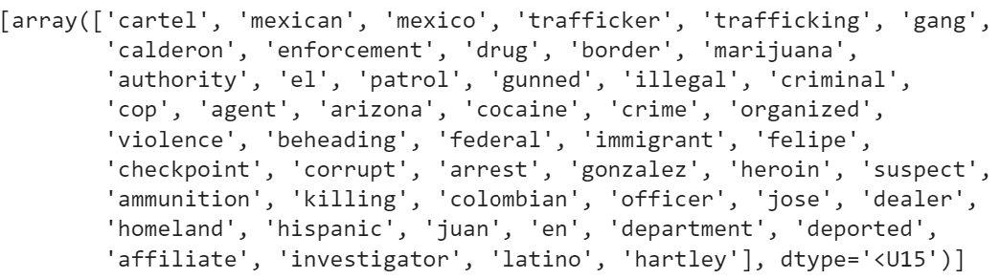 [array(['cartel', 'mexican', 'mexico', 'trafficker', 'trafficking', 'gang',
'calderon', 'enforcement', 'drug', 'border', 'marijuana',
'authority', 'el', 'patrol', 'gunned', 'illegal', 'criminal',
'cop', 'agent', 'arizona', 'cocaine', 'crime', 'organized',
'violence', 'beheading', 'federal', 'immigrant', 'felipe',
'checkpoint', 'corrupt', 'arrest', 'gonzalez', 'heroin', 'suspect',
'ammunition', 'killing', 'colombian', 'officer', 'jose', 'dealer',
'homeland', 'hispanic', 'juan', 'en', 'department', 'deported',
'affiliate', 'investigator', 'latino', 'hartley'], dtype='<U15')]